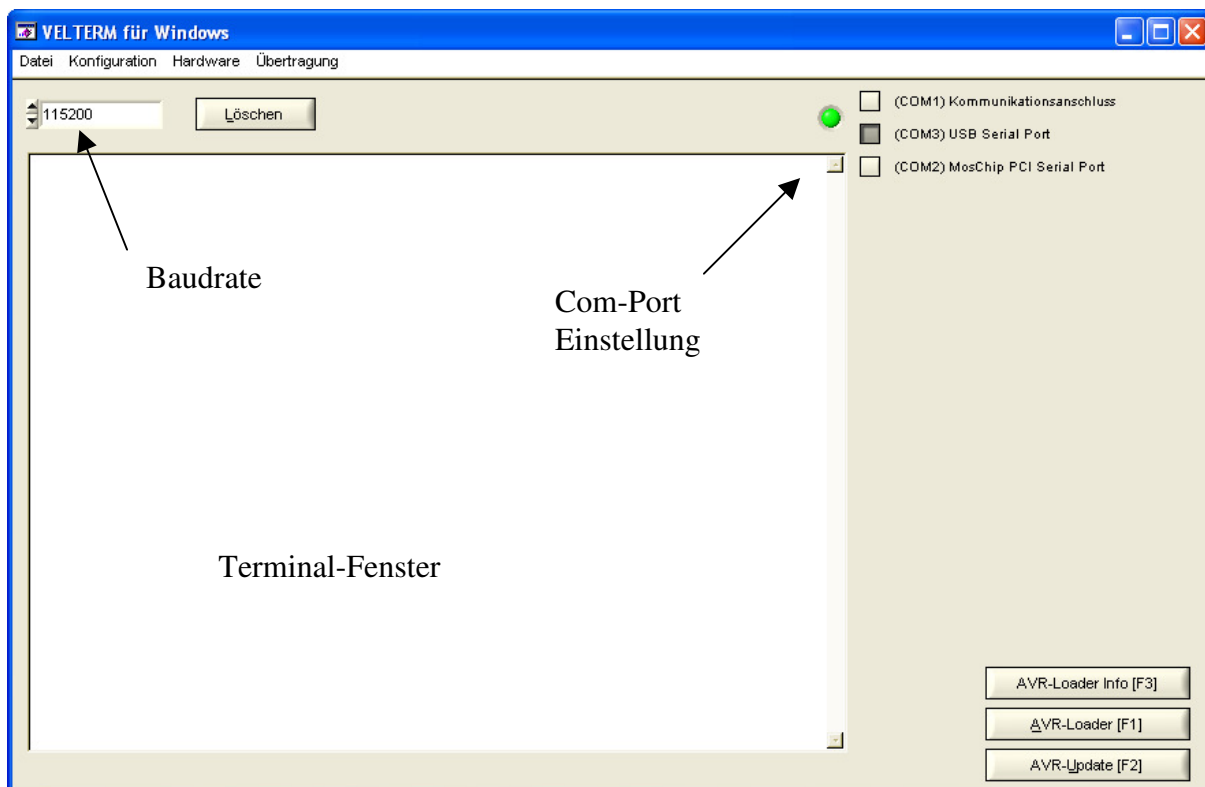 VELTERM für Windows
Datei Konfiguration Hardware Übertragung
115200
Löschen
(COM1) Kommunikationsanschluss
(COM3) USB Serial Port
(COM2) MosChip PCI Serial Port
Baudrate
Com-Port
Einstellung
Terminal-Fenster
AVR-Loader Info [F3]
AVR-Loader [F1]
AVR-Update [F2]